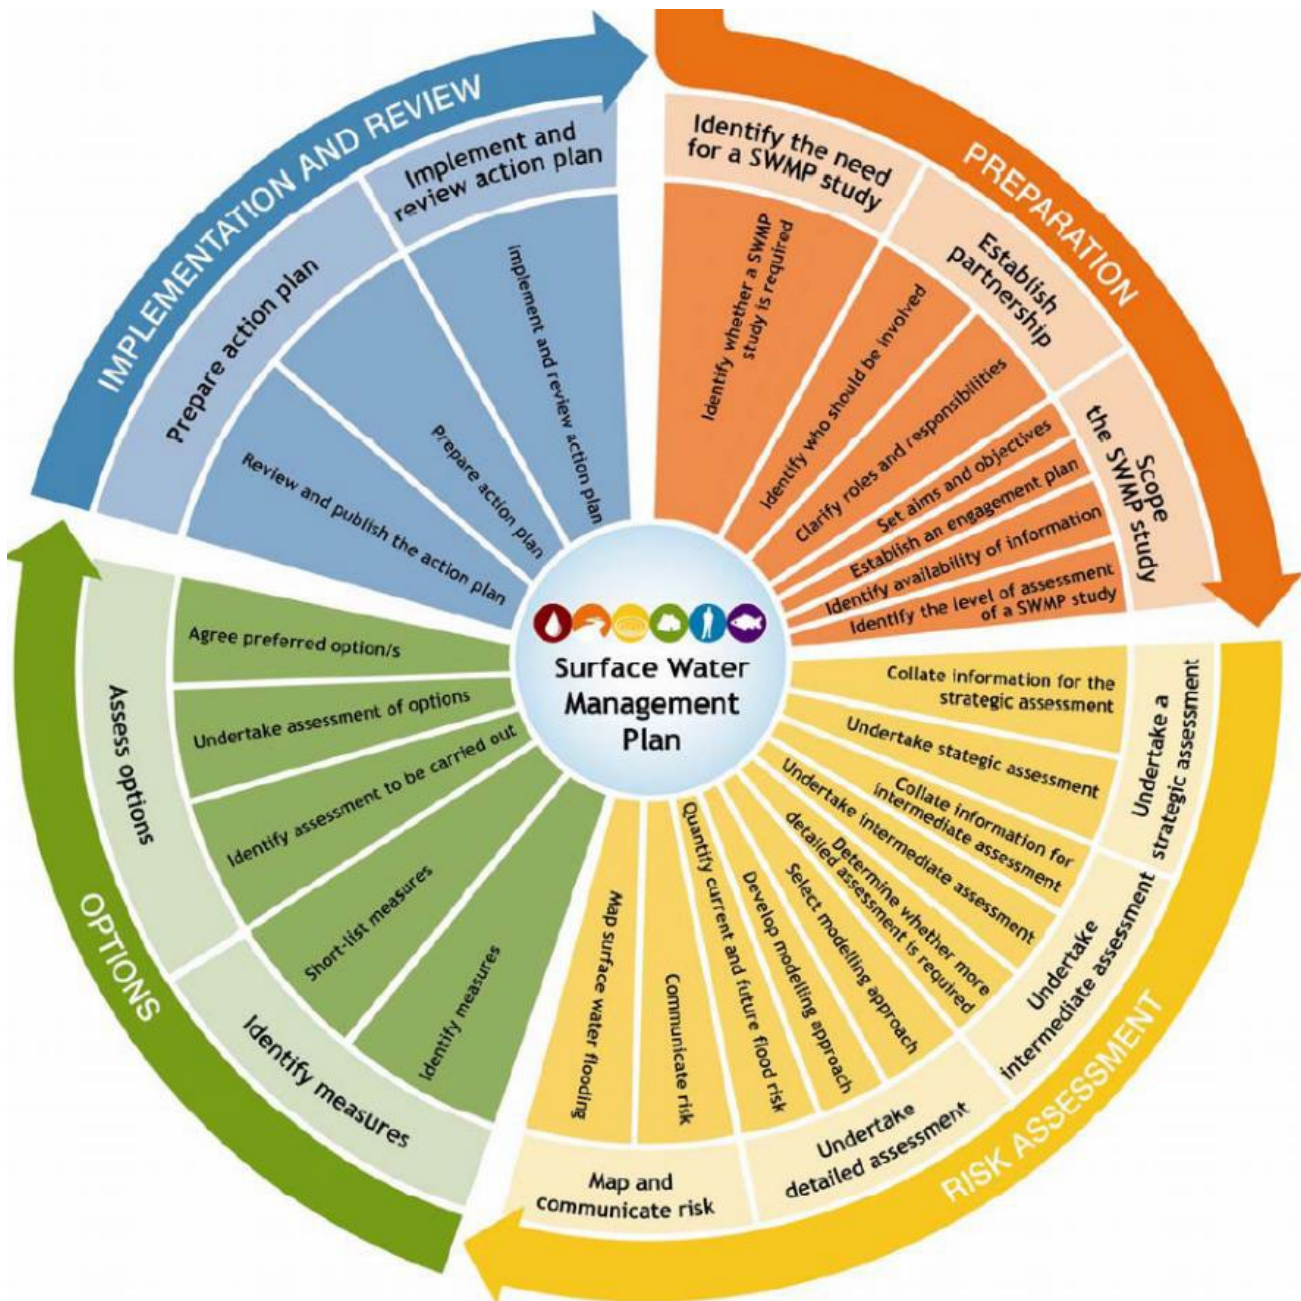 PREPARATION
Identify the need
for a SWMP study
Identify whether a SWMP
study is required
Establish
partnership
Identify who should be involved
Clarify roles and responsibilities
Scope
the SWMP study
Set aims and objectives
Establish an engagement plan
Identify availability of information
Identify the level of assessment
of a SWMP study
RISK ASSESSMENT
Undertake a
strategic assessment
Collate information for the
strategic assessment
Undertake stategic assessment
Undertake
intermediate assessment
Collate information for
intermediate assessment
Undertake intermediate assessment
Determine whether more
detailed assessment is required
Undertake
detailed assessment
Select modelling approach
Develop modelling approach
Quantify current and future flood risk
Map and
communicate risk
Communicate risk
Map surface water flooding
OPTIONS
Identify measures
Identify measures
Short-list measures
Assess options
Identify assessment to be carried out
Undertake assessment of options
Agree preferred option/s
IMPLEMENTATION AND REVIEW
Prepare action plan
Review and publish the action plan
Prepare action plan
Implement and
review action plan
Implement and review action plan
Surface Water
Management
Plan